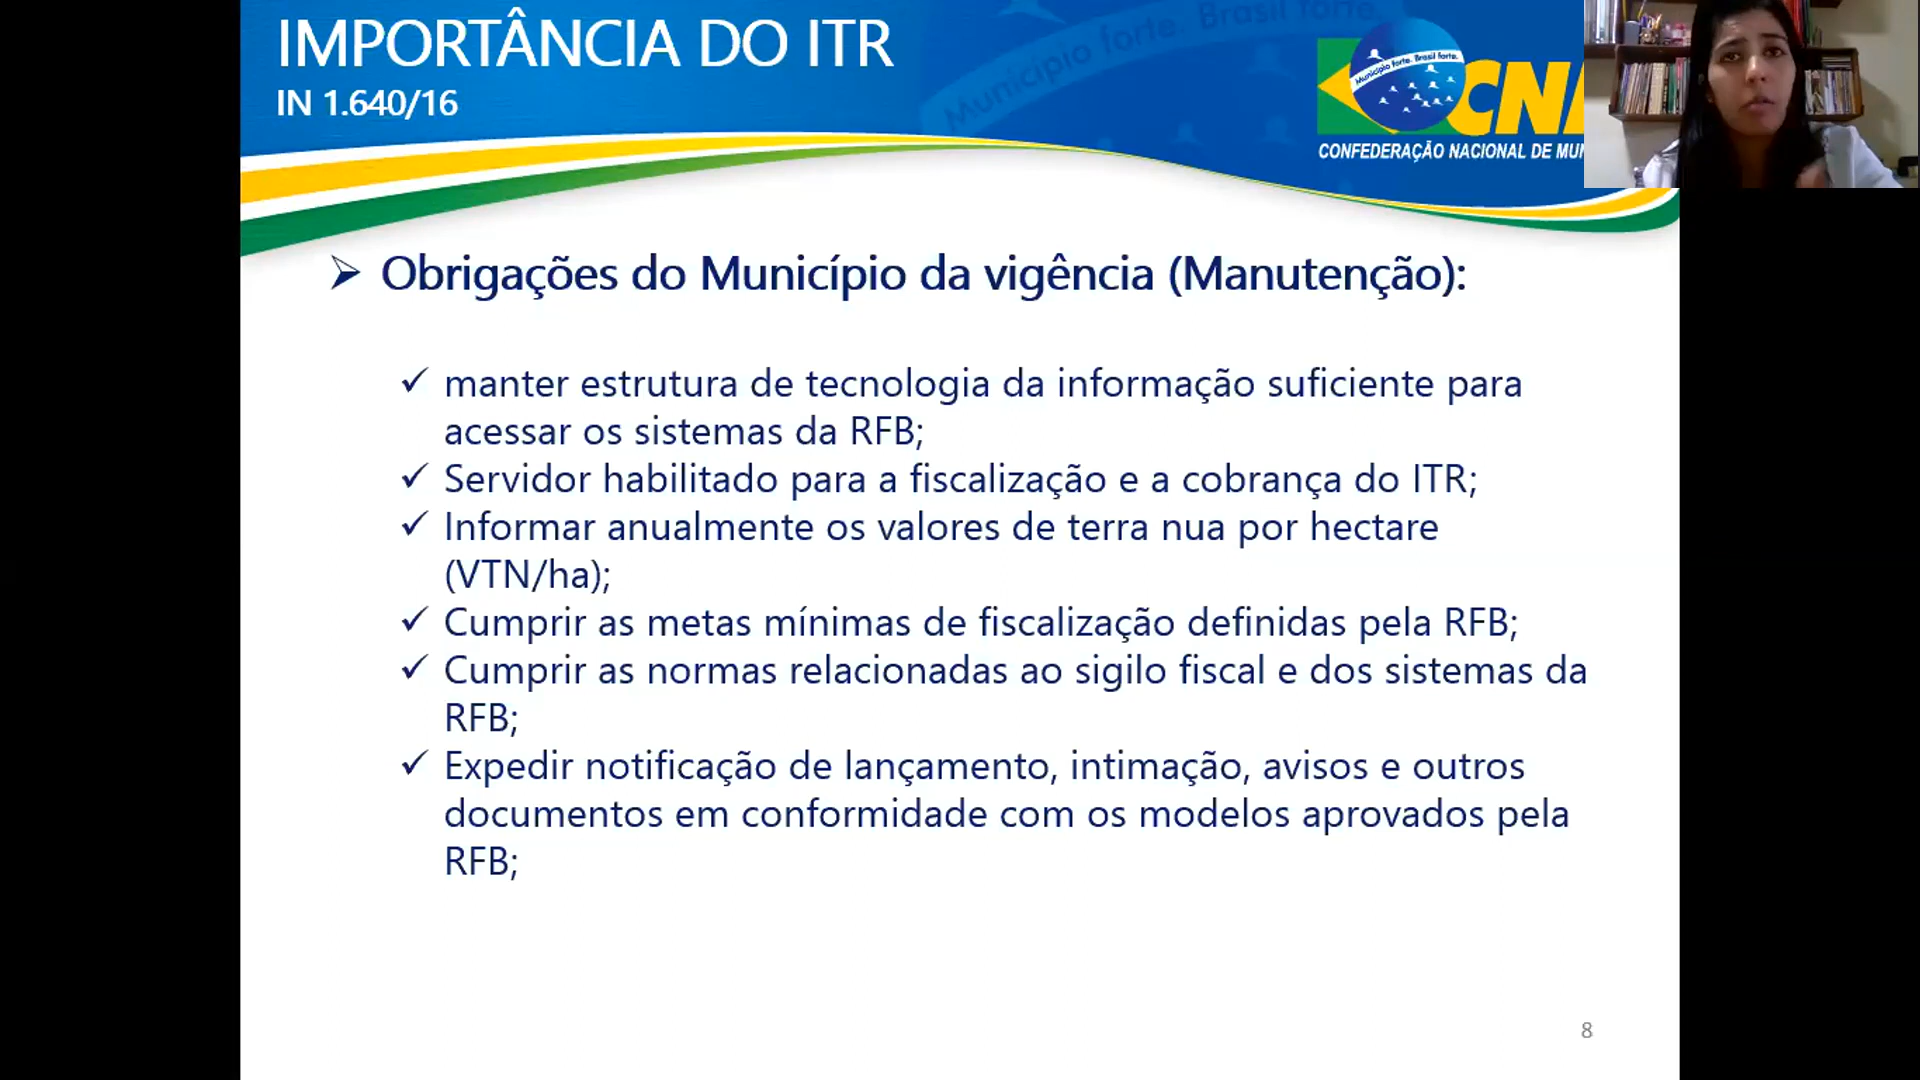 IMPORTÂNCIA DO ITR
IN 1.640/16
Município forte. Brasil forte.
Município forte. Brasil forte.
CONFEDERAÇÃO NACIONAL DE
➢ Obrigações do Município da vigência (Manutenção):
✓ manter estrutura de tecnologia da informação suficiente para
acessar os sistemas da RFB;
✓ Servidor habilitado para a fiscalização e a cobrança do ITR;
✓ Informar anualmente os valores de terra nua por hectare
(VTN/ha);
✓ Cumprir as metas mínimas de fiscalização definidas pela RFB;
✓ Cumprir as normas relacionadas ao sigilo fiscal e dos sistemas da
RFB;
✓ Expedir notificação de lançamento, intimação, avisos e outros
documentos em conformidade com os modelos aprovados pela
RFB;
8